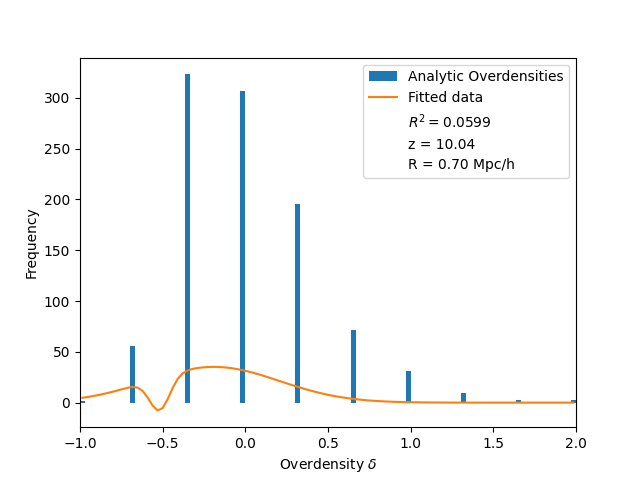 Analytic Overdensities
Fitted data
R² = 0.0599
z = 10.04
R = 0.70 Mpc/h
Frequency
300
250
200
150
100
50
0
−1.0 −0.5 0.0 0.5 1.0 1.5 2.0
Overdensity δ